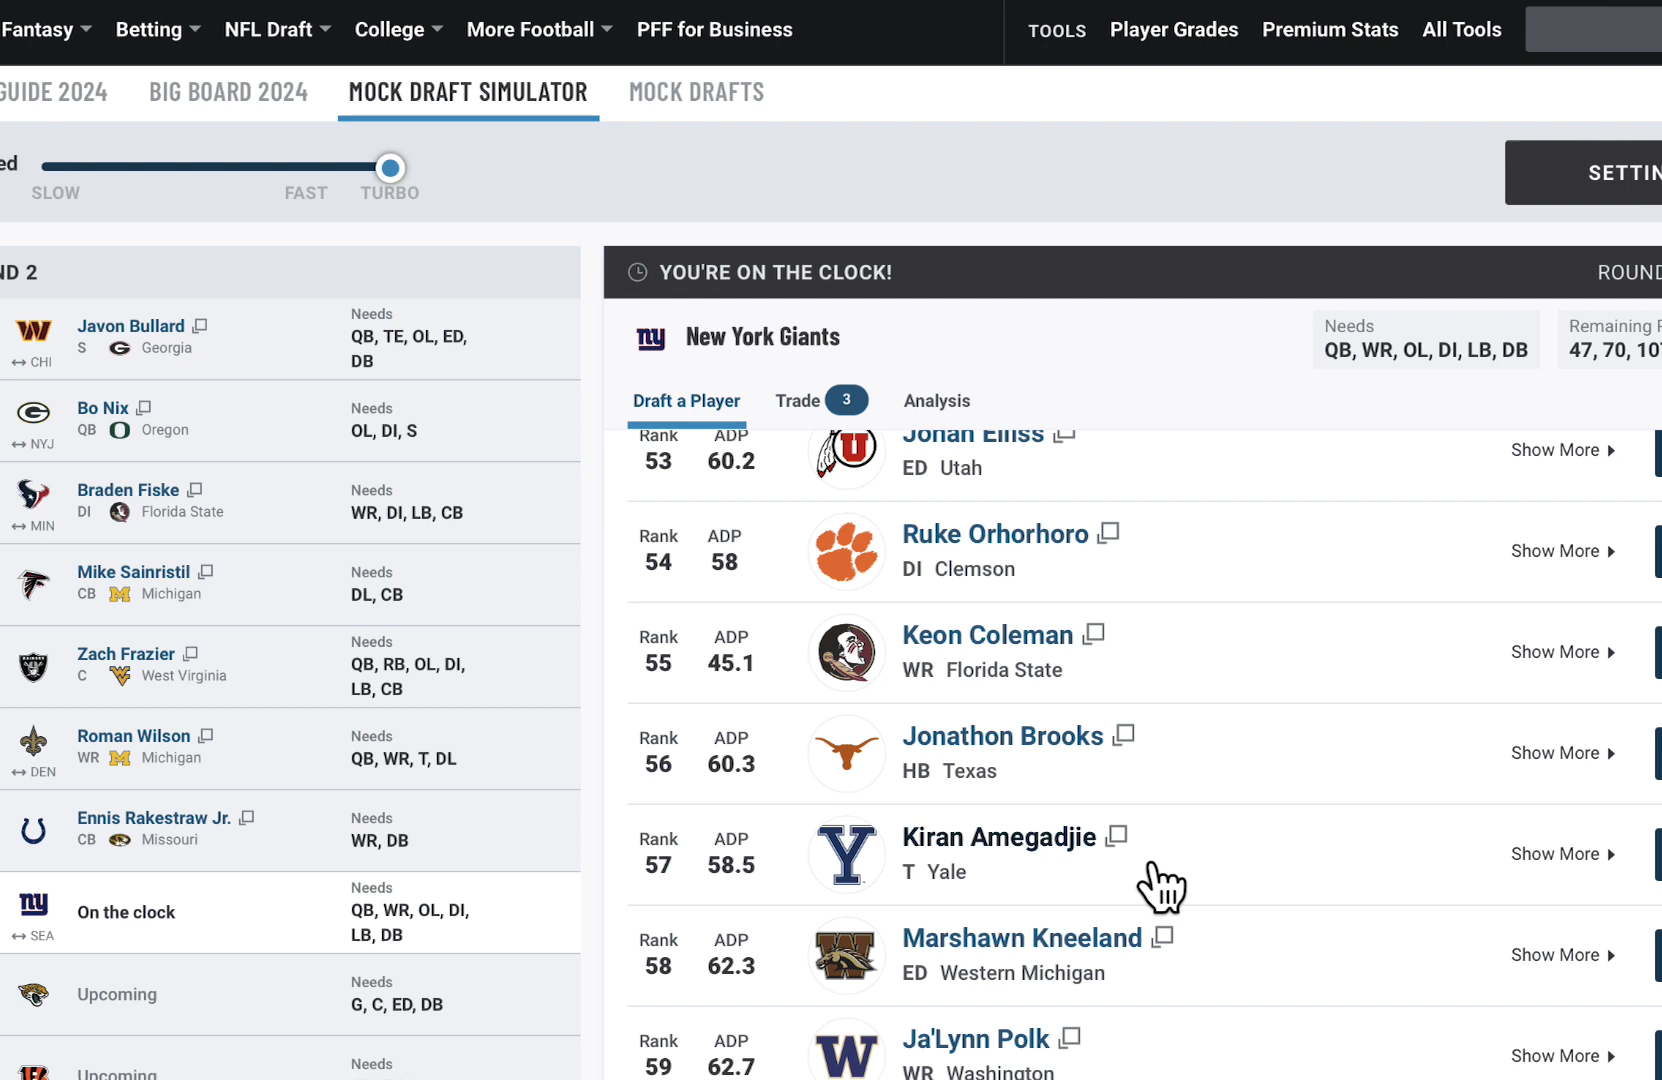 Fantasy Betting NFL Draft College More Football PFF for Business TOOLS Player Grades Premium Stats All Tools
GUIDE 2024 BIG BOARD 2024 MOCK DRAFT SIMULATOR MOCK DRAFTS
ed
SLOW FAST TURBO
SETTIN
ND 2
Javon Bullard
S Georgia
CHI
Needs
QB, TE, OL, ED,
DB
Bo Nix
QB Oregon
NYJ
Needs
OL, DI, S
Braden Fiske
DI Florida State
MIN
Needs
WR, DI, LB, CB
Mike Sainristil
CB Michigan
Needs
DL, CB
Zach Frazier
C West Virginia
Needs
QB, RB, OL, DI,
LB, CB
Roman Wilson
WR Michigan
DEN
Needs
QB, WR, T, DL
Ennis Rakestraw Jr.
CB Missouri
Needs
WR, DB
ny
On the clock
SEA
Needs
QB, WR, OL, DI,
LB, DB
Upcoming
Needs
G, C, ED, DB
Upcoming
Needs
YOU'RE ON THE CLOCK!
ROUND
ny New York Giants
Needs
QB, WR, OL, DI, LB, DB
Remaining P
47, 70, 107
Draft a Player Trade 3 Analysis
Rank ADP
53 60.2
Jonah Elliss
ED Utah
Show More
Rank ADP
54 58
Ruke Orhorhoro
DI Clemson
Show More
Rank ADP
55 45.1
Keon Coleman
WR Florida State
Show More
Rank ADP
56 60.3
Jonathon Brooks
HB Texas
Show More
Rank ADP
57 58.5
Kiran Amegadjie
T Yale
Show More
Rank ADP
58 62.3
Marshawn Kneeland
ED Western Michigan
Show More
Rank ADP
59 62.7
Ja'Lynn Polk
WR Washington
Show More